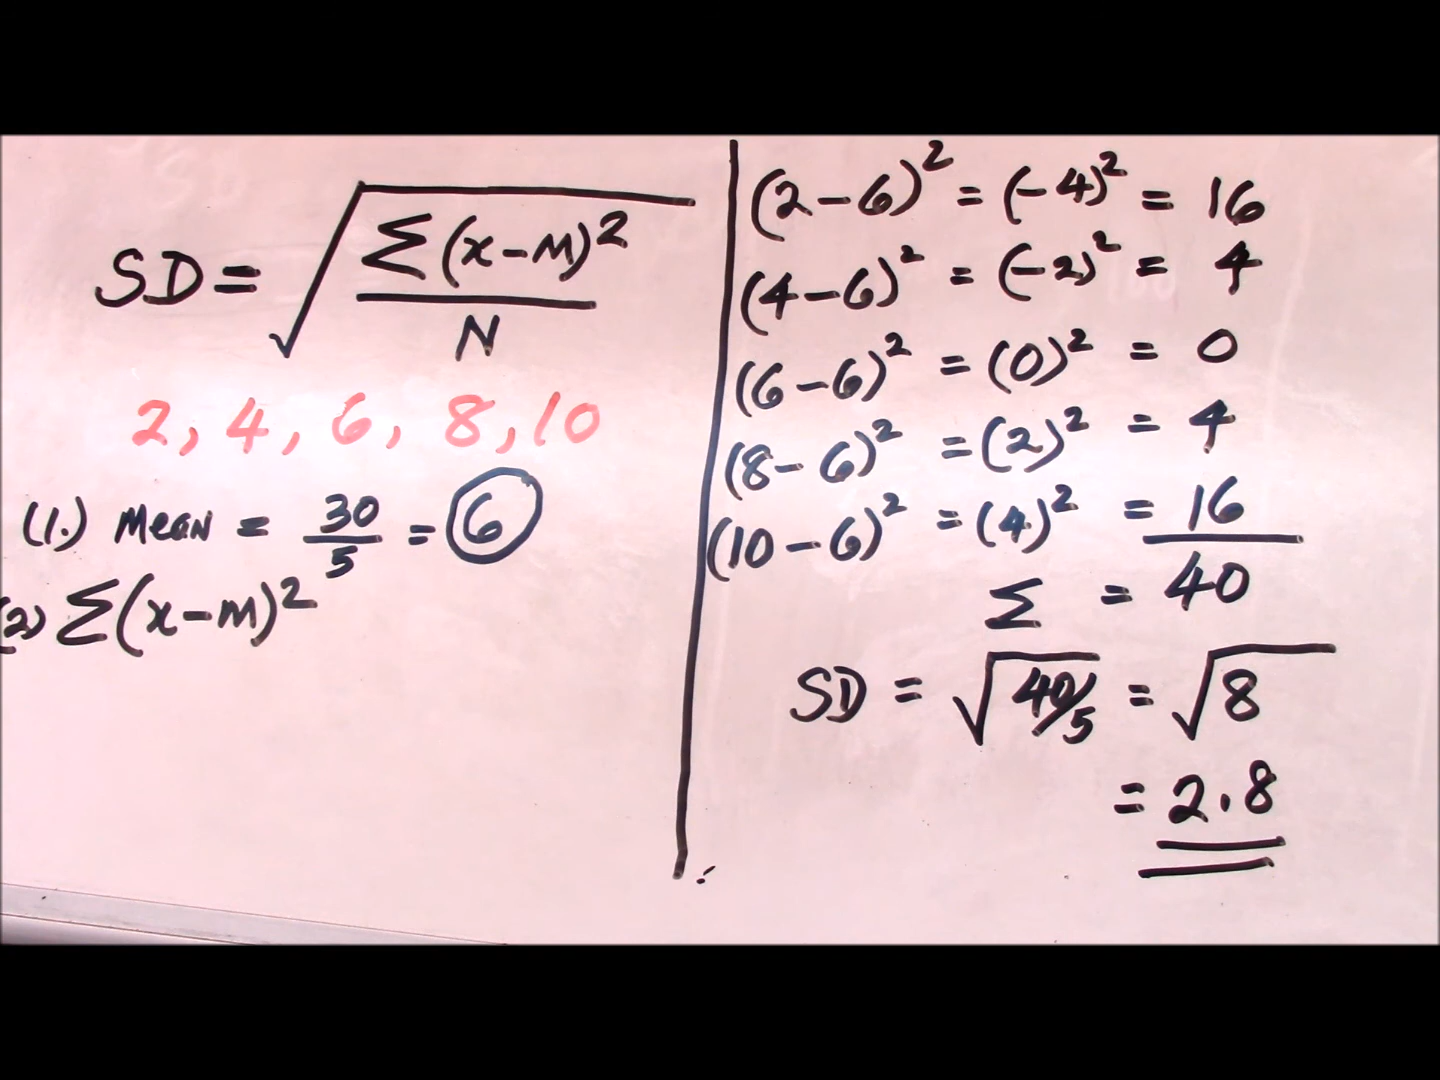 SD = √(Σ(x-M)²/N)
2, 4, 6, 8, 10
(1.) Mean = 30/5 = 6
(2) Σ(x-m)²
(2-6)² = (-4)² = 16
(4-6)² = (-2)² = 4
(6-6)² = (0)² = 0
(8-6)² = (2)² = 4
(10-6)² = (4)² = 16
Σ = 40
SD = √40/5 = √8
= 2.8